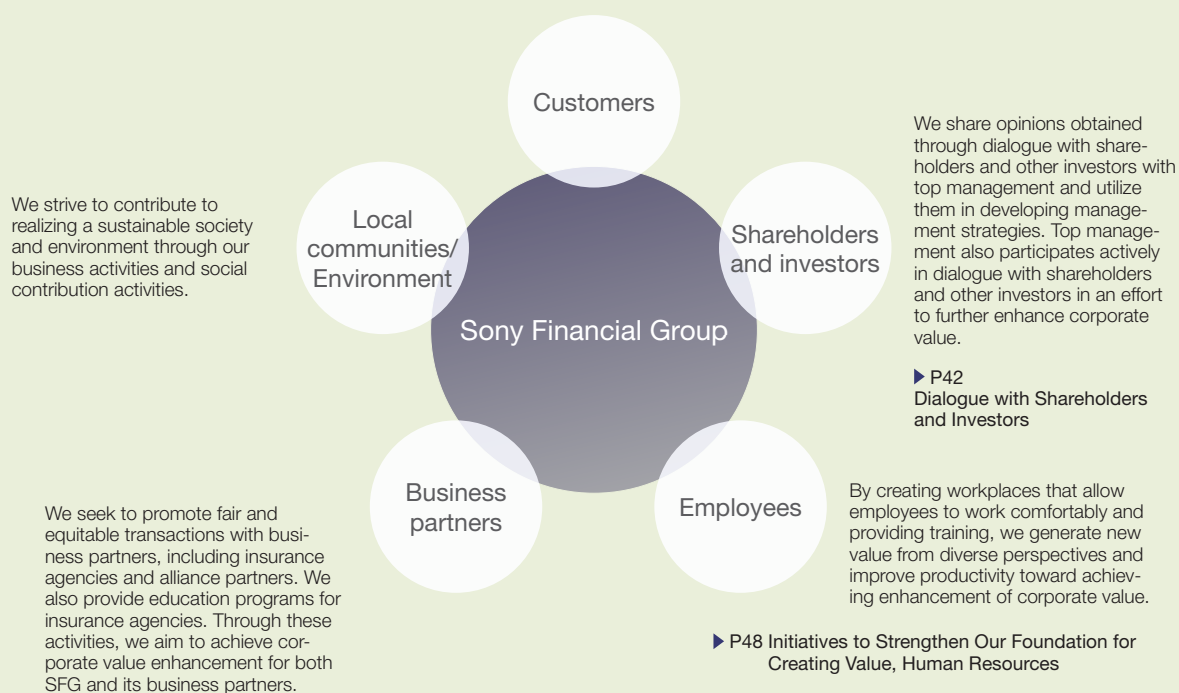 Customers
We share opinions obtained
through dialogue with share-
holders and other investors with
top management and utilize
them in developing manage-
ment strategies. Top manage-
ment also participates actively
in dialogue with shareholders
and other investors in an effort
to further enhance corporate
value.
▶ P42
Dialogue with Shareholders
and Investors
We strive to contribute to
realizing a sustainable society
and environment through our
business activities and social
contribution activities.
Local
communities/
Environment
Shareholders
and investors
Sony Financial Group
Business
partners
Employees
We seek to promote fair and
equitable transactions with busi-
ness partners, including insurance
agencies and alliance partners. We
also provide education programs for
insurance agencies. Through these
activities, we aim to achieve cor-
porate value enhancement for both
SFG and its business partners.
By creating workplaces that allow
employees to work comfortably and
providing training, we generate new
value from diverse perspectives and
improve productivity toward achiev-
ing enhancement of corporate value.
▶ P48 Initiatives to Strengthen Our Foundation for
Creating Value, Human Resources